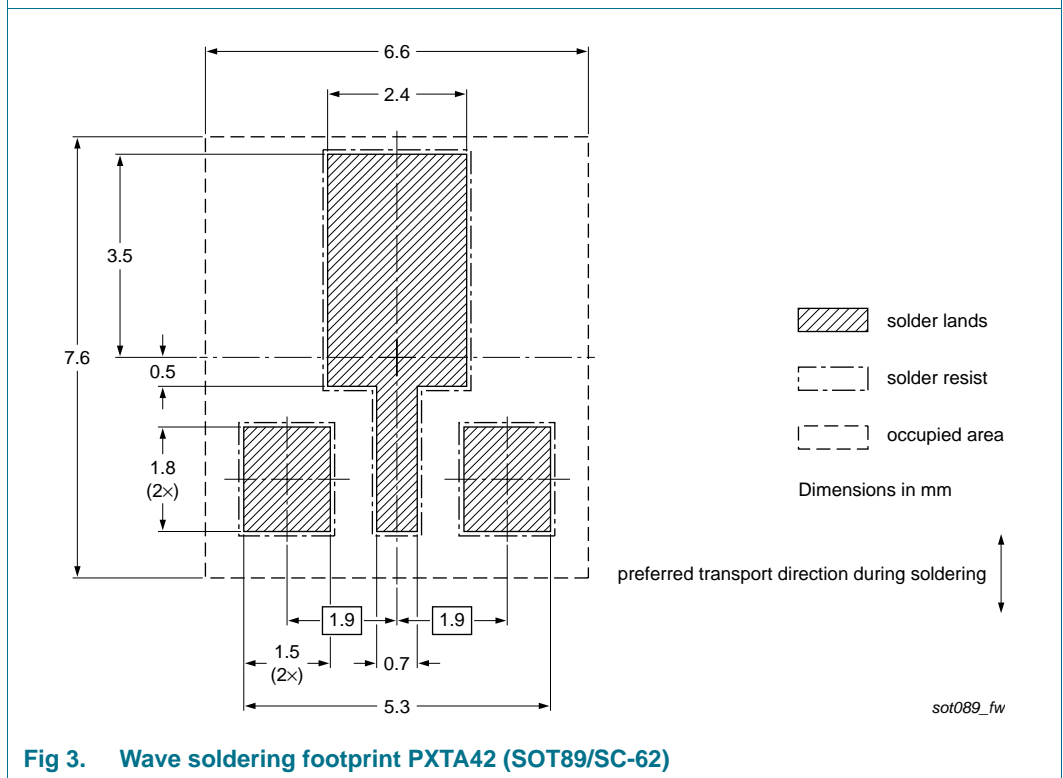 6.6
2.4
3.5
7.6
0.5
1.8
(2×)
solder lands
solder resist
occupied area
Dimensions in mm
preferred transport direction during soldering
1.9
1.9
1.5
(2×)
0.7
5.3
sot089_fw
Fig 3. Wave soldering footprint PXTA42 (SOT89/SC-62)